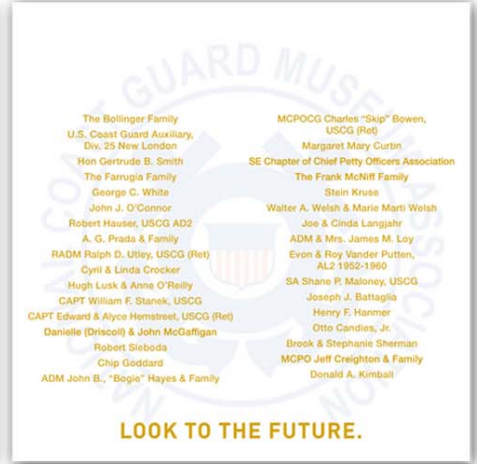 NATIONAL COAST GUARD MUSEUM ASSOCIATION
The Bollinger Family
U.S. Coast Guard Auxiliary,
Div. 25 New London
Hon Gertrude B. Smith
The Farrugia Family
George C. White
John J. O'Connor
Robert Hauser, USCG AD2
A. G. Prada & Family
RADM Ralph D. Utley, USCG (Ret)
Cyril & Linda Crocker
Hugh Lusk & Anne O'Reilly
CAPT William F. Stanek, USCG
CAPT Edward & Alyce Hemstreet, USCG (Ret)
Danielle (Driscoll) & John McGaffigan
Robert Sleboda
Chip Goddard
ADM John B., "Bogie" Hayes & Family
MCPOCG Charles "Skip" Bowen,
USCG (Ret)
Margaret Mary Curtin
SE Chapter of Chief Petty Officers Association
The Frank McNiff Family
Stein Kruse
Walter A. Welsh & Marie Marti Welsh
Joe & Cinda Langjahr
ADM & Mrs. James M. Loy
Evon & Roy Vander Putten,
AL2 1952-1960
SA Shane P. Maloney, USCG
Joseph J. Battaglia
Henry F. Hanmer
Otto Candies, Jr.
Brook & Stephanie Sherman
MCPO Jeff Creighton & Family
Donald A. Kimball
LOOK TO THE FUTURE.